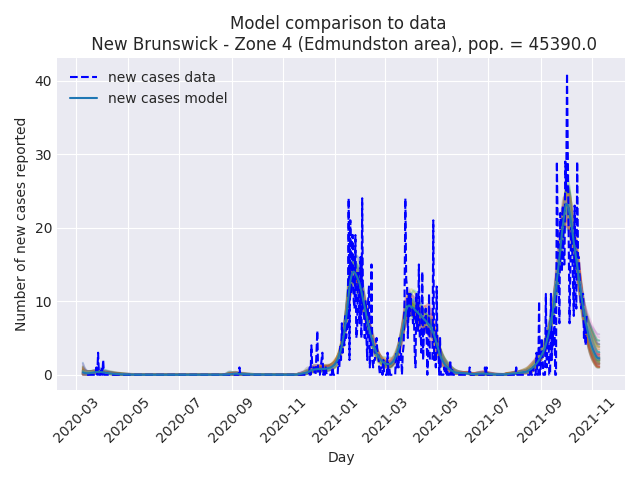 Model comparison to data
New Brunswick - Zone 4 (Edmundston area), pop. = 45390.0
new cases data
new cases model
Number of new cases reported
40
30
20
10
0
2020-03
2020-05
2020-07
2020-09
2020-11
2021-01
2021-03
2021-05
2021-07
2021-09
2021-11
Day